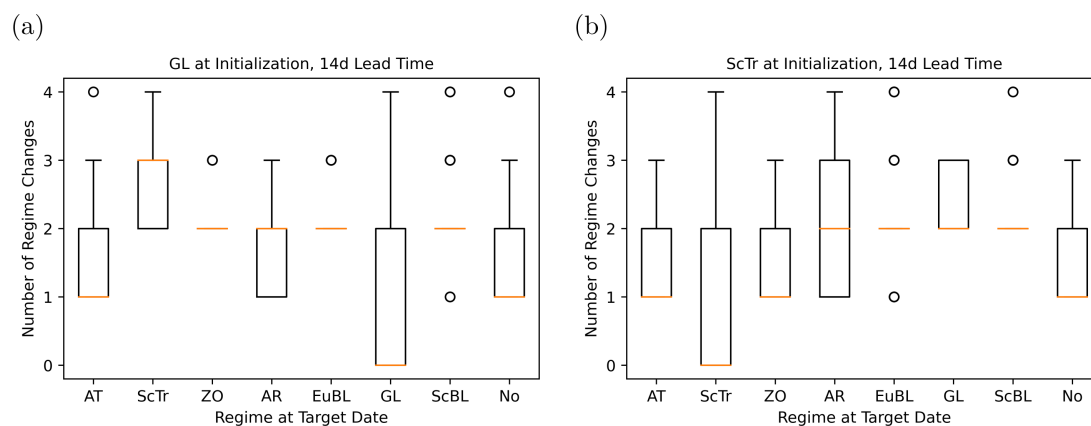 (a)
GL at Initialization, 14d Lead Time
Number of Regime Changes
4
3
2
1
0
AT ScTr ZO AR EuBL GL ScBL No
Regime at Target Date
(b)
ScTr at Initialization, 14d Lead Time
Number of Regime Changes
4
3
2
1
0
AT ScTr ZO AR EuBL GL ScBL No
Regime at Target Date